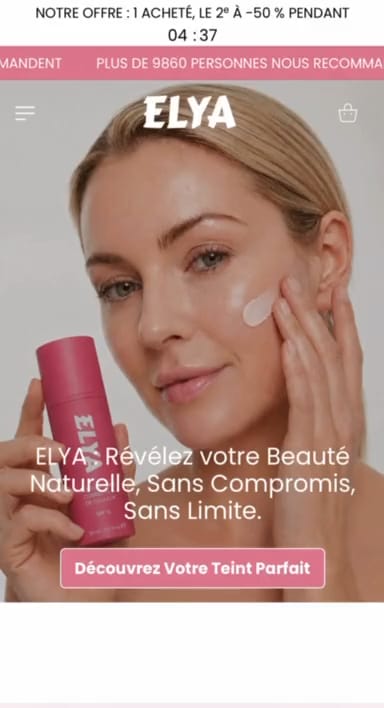 NOTRE OFFRE : 1 ACHETÉ, LE 2ᵉ À -50 % PENDANT
04 : 37
MANDENT PLUS DE 9860 PERSONNES NOUS RECOMMA
ELYA
ELYA
ELYA : Révélez votre Beauté
Naturelle, Sans Compromis,
Sans Limite.
Découvrez Votre Teint Parfait